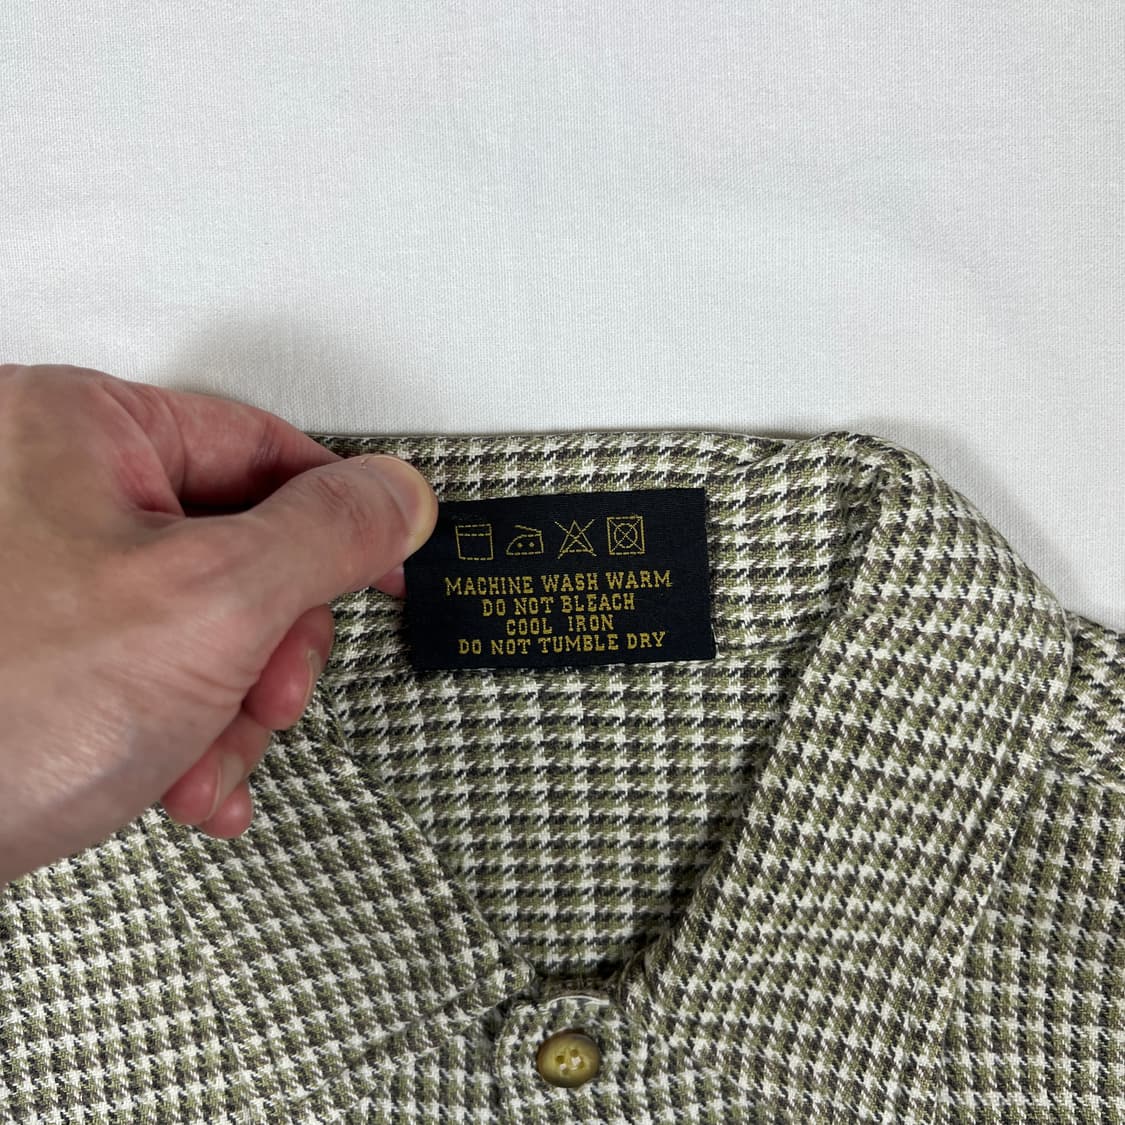 MACHINE WASH WARM
DO NOT BLEACH
COOL IRON
DO NOT TUMBLE DRY